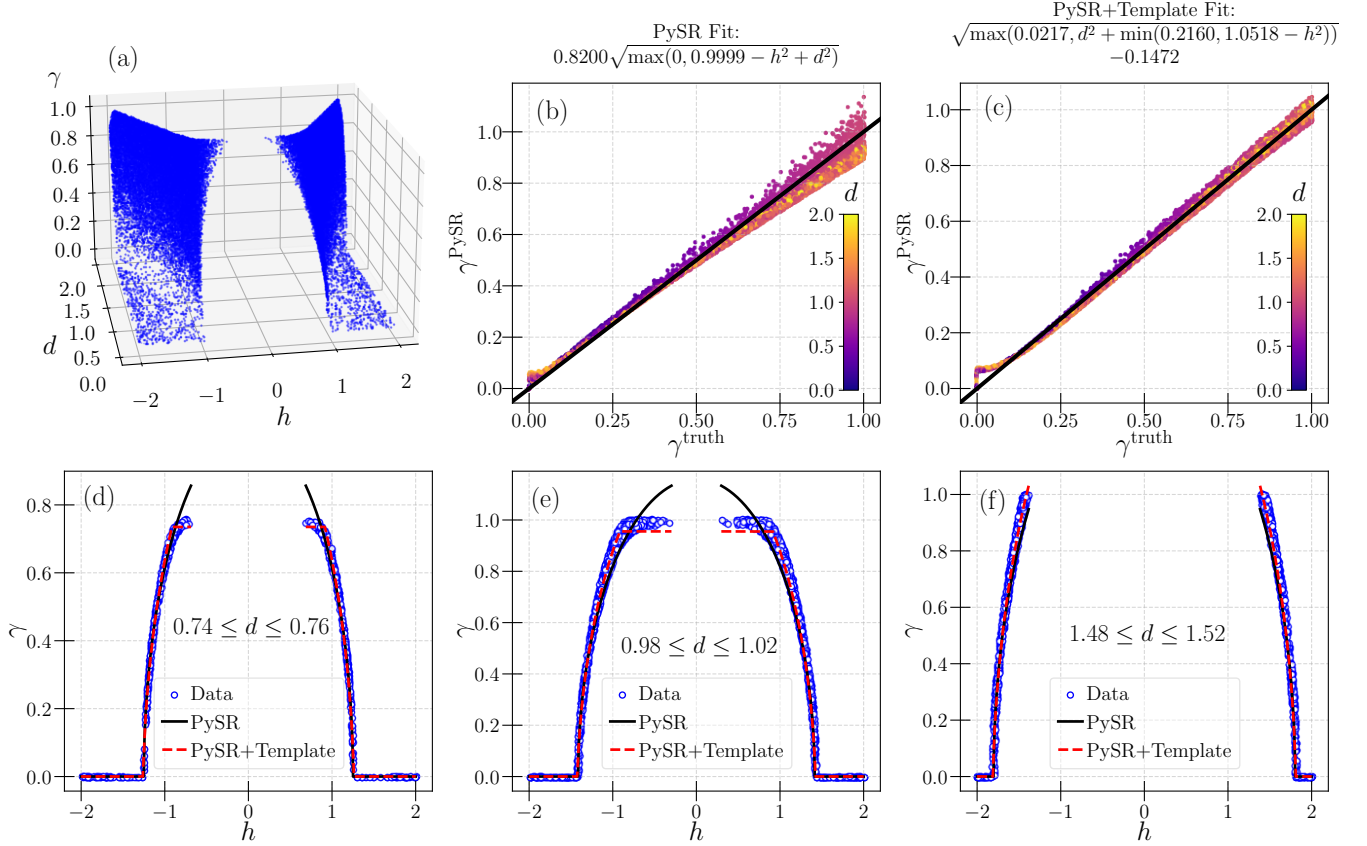 PySR Fit:
0.8200√max(0, 0.9999 − h² + d²)
PySR+Template Fit:
√max(0.0217, d² + min(0.2160, 1.0518 − h²))
−0.1472
(a)
γ
1.0
0.8
0.6
0.4
0.2
0.0
2.0
1.5
1.0
0.5
0.0
d
−2
−1
0
1
2
h
(b)
1.0
0.8
0.6
0.4
0.2
0.0
γ^PySR
0.00
0.25
0.50
0.75
1.00
γ^truth
d
2.0
1.5
1.0
0.5
0.0
(c)
1.0
0.8
0.6
0.4
0.2
0.0
γ^PySR
0.00
0.25
0.50
0.75
1.00
γ^truth
d
2.0
1.5
1.0
0.5
0.0
(d)
0.8
0.6
0.4
0.2
0.0
γ
0.74 ≤ d ≤ 0.76
Data
PySR
PySR+Template
−2
−1
0
1
2
h
(e)
1.0
0.8
0.6
0.4
0.2
0.0
γ
0.98 ≤ d ≤ 1.02
Data
PySR
PySR+Template
−2
−1
0
1
2
h
(f)
1.0
0.8
0.6
0.4
0.2
0.0
γ
1.48 ≤ d ≤ 1.52
Data
PySR
PySR+Template
−2
−1
0
1
2
h